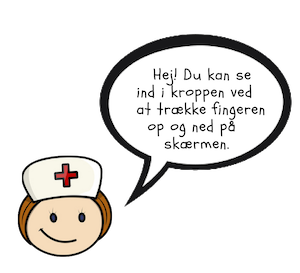 Hej! Du kan se
ind i kroppen ved
at trække fingeren
op og ned på
skærmen.